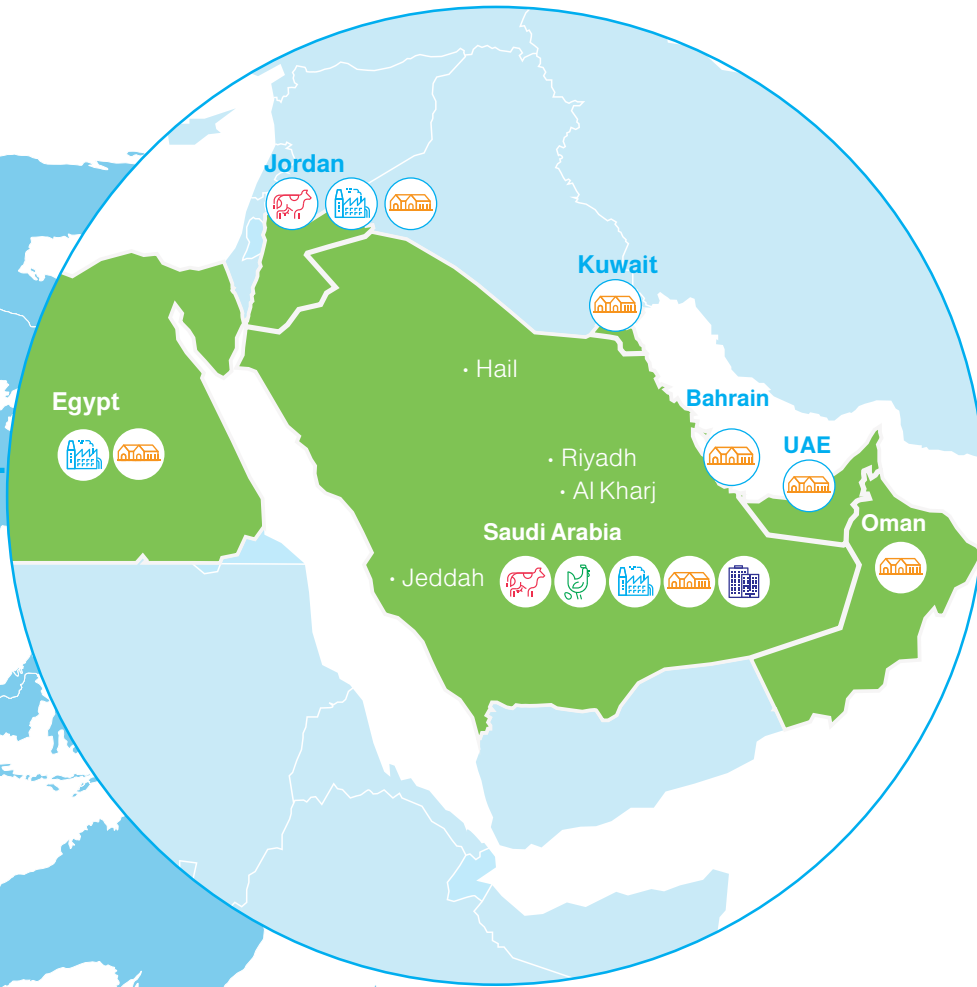 Jordan
Kuwait
· Hail
Bahrain
Egypt
UAE
· Riyadh
· Al Kharj
Oman
Saudi Arabia
· Jeddah